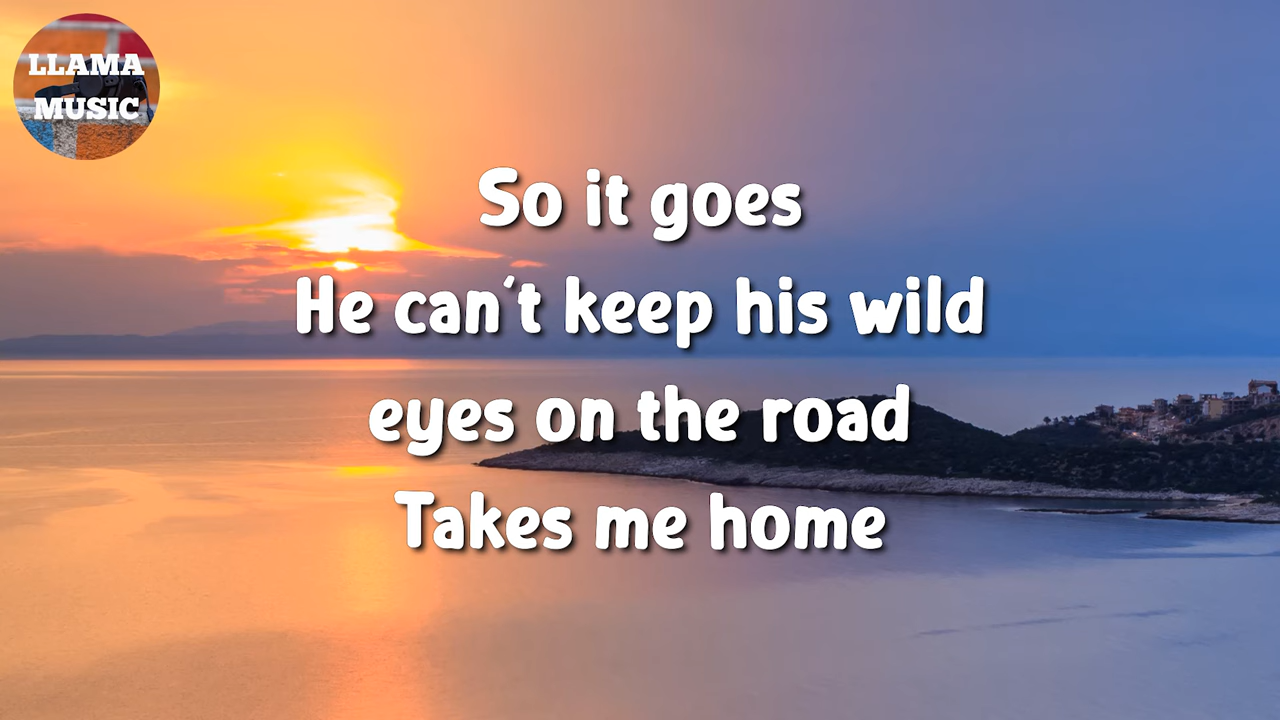 LLAMA
MUSIC
So it goes
He can't keep his wild
eyes on the road
Takes me home